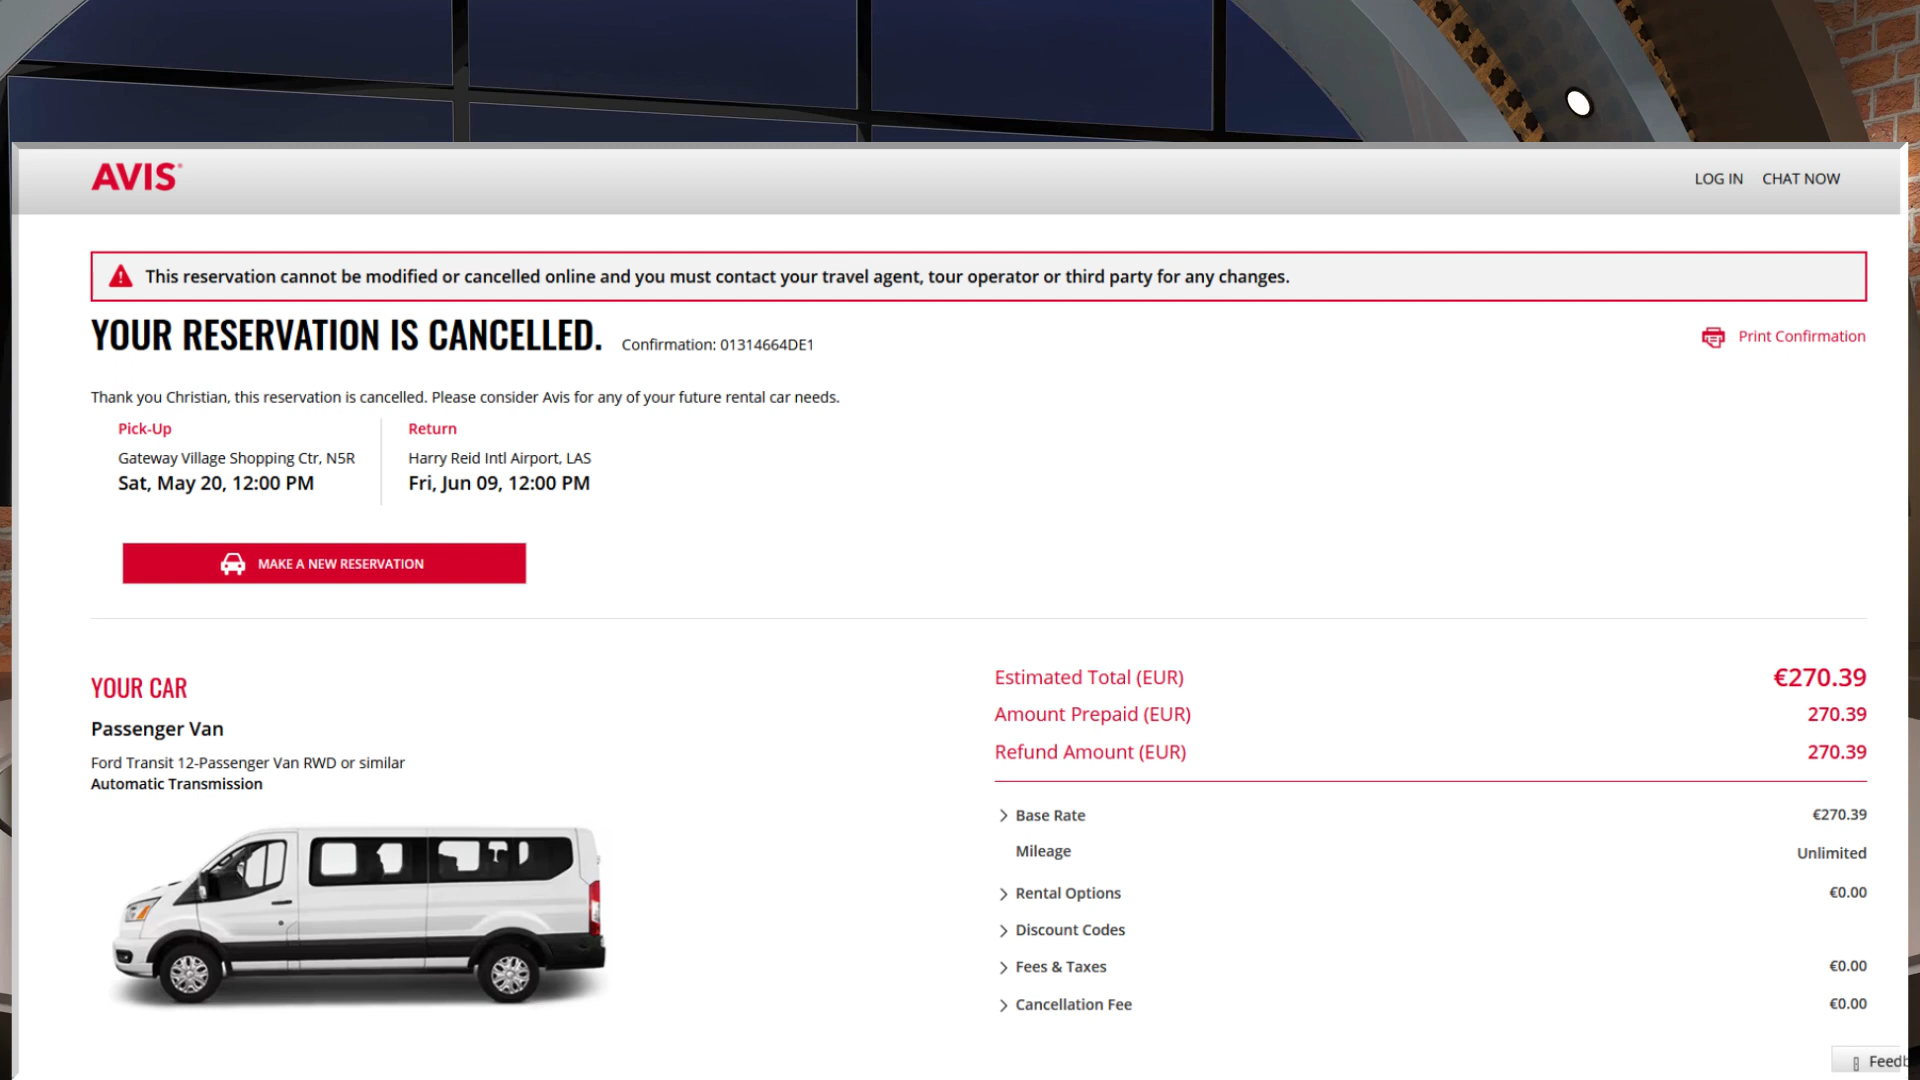 AVIS
LOG IN CHAT NOW
This reservation cannot be modified or cancelled online and you must contact your travel agent, tour operator or third party for any changes.
YOUR RESERVATION IS CANCELLED. Confirmation: 01314664DE1
Print Confirmation
Thank you Christian, this reservation is cancelled. Please consider Avis for any of your future rental car needs.
Pick-Up
Gateway Village Shopping Ctr, N5R
Sat, May 20, 12:00 PM
Return
Harry Reid Intl Airport, LAS
Fri, Jun 09, 12:00 PM
MAKE A NEW RESERVATION
YOUR CAR
Passenger Van
Ford Transit 12-Passenger Van RWD or similar
Automatic Transmission
Estimated Total (EUR) €270.39
Amount Prepaid (EUR) 270.39
Refund Amount (EUR) 270.39
Base Rate €270.39
Mileage Unlimited
Rental Options €0.00
Discount Codes
Fees & Taxes €0.00
Cancellation Fee €0.00
Feedb